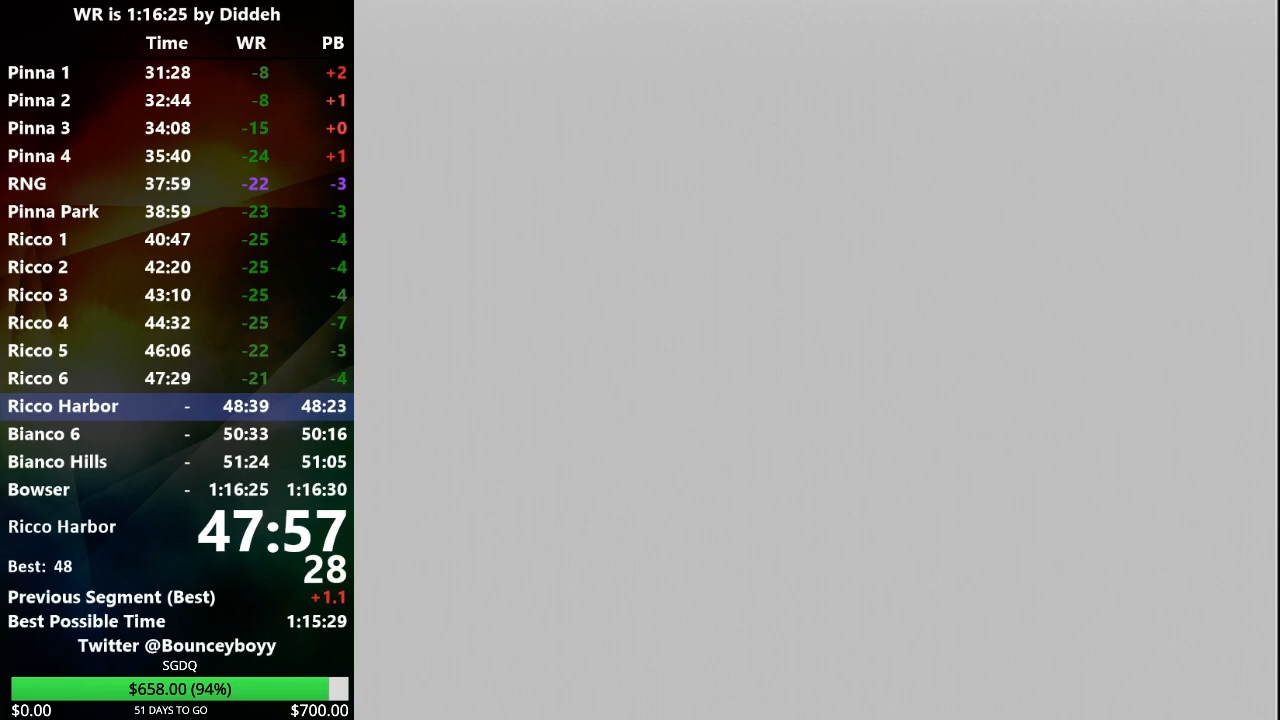 WR is 1:16:25 by Diddeh
Time WR PB
Pinna 1 31:28 -8 +2
Pinna 2 32:44 -8 +1
Pinna 3 34:08 -15 +0
Pinna 4 35:40 -24 +1
RNG 37:59 -22 -3
Pinna Park 38:59 -23 -3
Ricco 1 40:47 -25 -4
Ricco 2 42:20 -25 -4
Ricco 3 43:10 -25 -4
Ricco 4 44:32 -25 -7
Ricco 5 46:06 -22 -3
Ricco 6 47:29 -21 -4
Ricco Harbor - 48:39 48:23
Bianco 6 - 50:33 50:16
Bianco Hills - 51:24 51:05
Bowser - 1:16:25 1:16:30
Ricco Harbor 47:57
Best: 48 28
Previous Segment (Best) +1.1
Best Possible Time 1:15:29
Twitter @Bounceyboyy
SGDQ
$658.00 (94%)
$0.00 51 DAYS TO GO $700.00